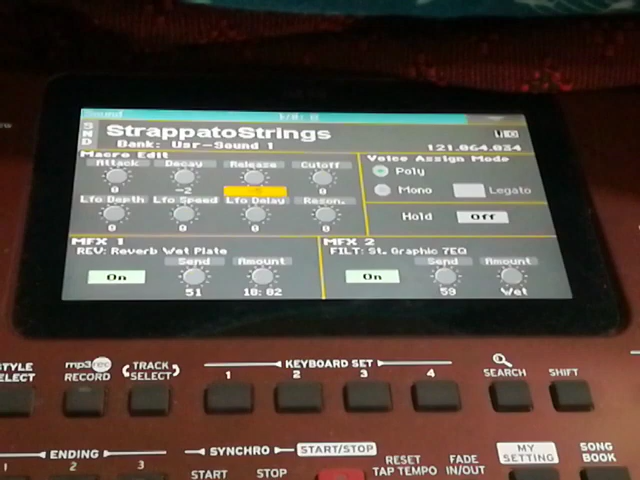 Sound
SND
StrappatoStrings
Bank: Usr-Sound 1
121.064.034
Macro Edit
Attack Decay Release Cutoff
0 -2 0
Lfo Depth Lfo Speed Lfo Delay Reson.
0 0 0 0
Voice Assign Mode
Poly
Mono Legato
Hold Off
MFX 1
REV: Reverb Wet Plate
On
Send Amount
51 18: 82
MFX 2
FILT: St. Graphic 7EQ
On
Send Amount
59 Wet
STYLE
SELECT
mp3 rec
RECORD
TRACK
SELECT
KEYBOARD SET
1 2 3 4
SEARCH
SHIFT
ENDING
1 2 3
SYNCHRO
START STOP
START/STOP
RESET
TAP TEMPO
FADE
IN/OUT
MY
SETTING
SONG
BOOK